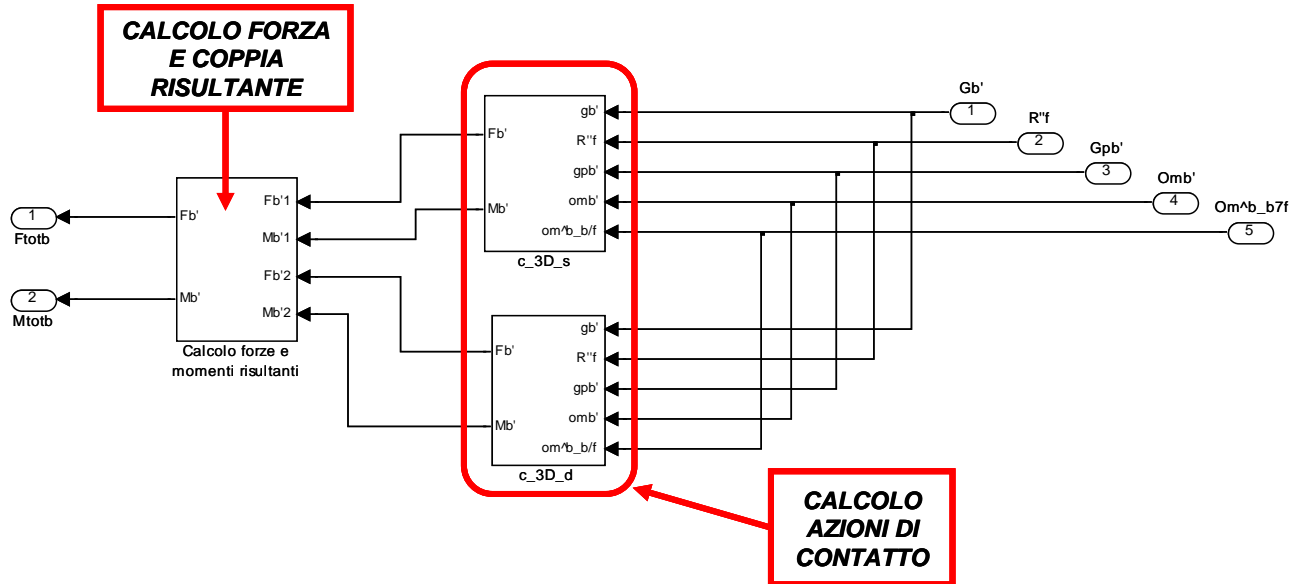 CALCOLO FORZA
E COPPIA
RISULTANTE
Gb'
1
R''f
2
Gpb'
3
Omb'
4
Om^b_b7f
5
gb'
R''f
gpb'
omb'
om^b_b/f
Fb'
Mb'
c_3D_s
gb'
R''f
gpb'
omb'
om^b_b/f
Fb'
Mb'
c_3D_d
Fb'1
Mb'1
Fb'2
Mb'2
Fb'
Mb'
Calcolo forze e
momenti risultanti
1
Ftotb
2
Mtotb
CALCOLO
AZIONI DI
CONTATTO